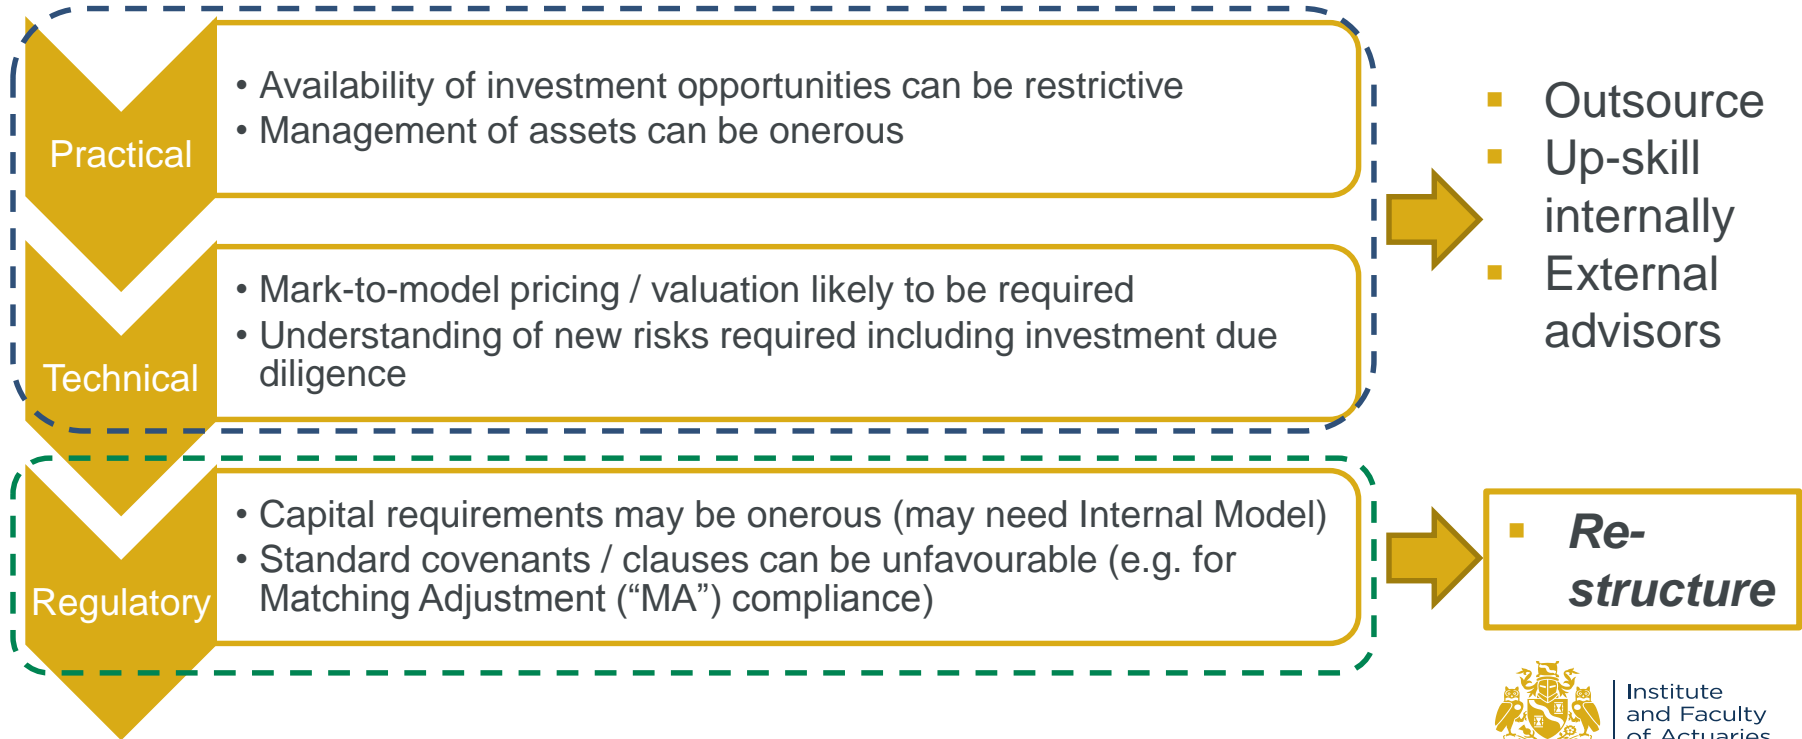 Practical
• Availability of investment opportunities can be restrictive
• Management of assets can be onerous
Technical
• Mark-to-model pricing / valuation likely to be required
• Understanding of new risks required including investment due
diligence
Regulatory
• Capital requirements may be onerous (may need Internal Model)
• Standard covenants / clauses can be unfavourable (e.g. for
Matching Adjustment (“MA”) compliance)
▪ Outsource
▪ Up-skill
internally
▪ External
advisors
▪ Re-
structure
Institute
and Faculty
of Actuaries